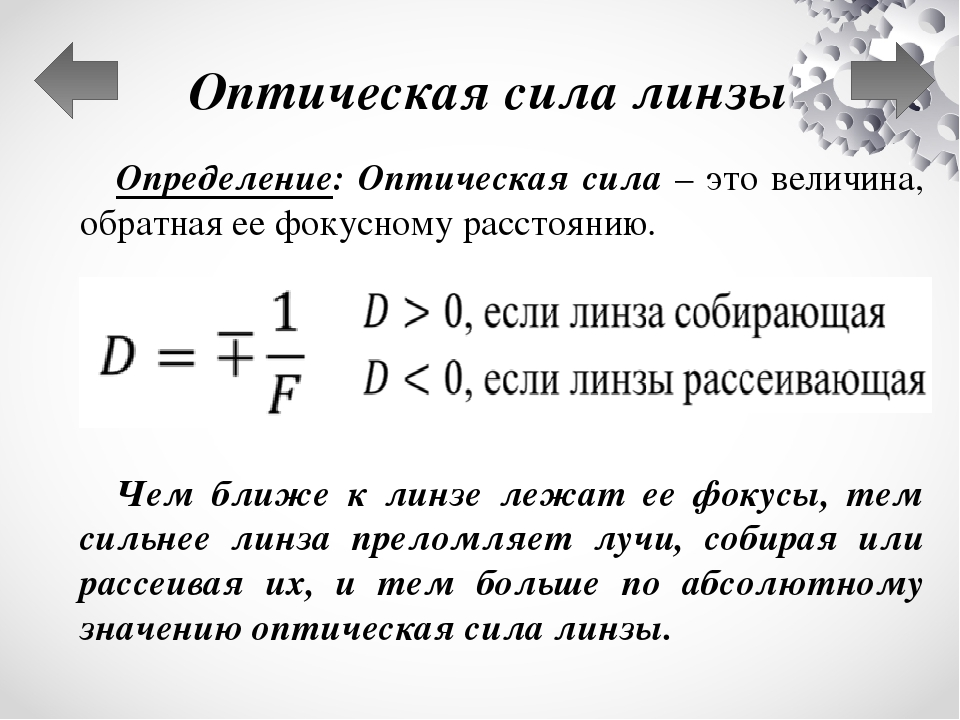 Оптическая сила линзы
Определение: Оптическая сила – это величина,
обратная ее фокусному расстоянию.
D = ∓ 1/F
D > 0, если линза собирающая
D < 0, если линзы рассеивающая
Чем ближе к линзе лежат ее фокусы, тем
сильнее линза преломляет лучи, собирая или
рассеивая их, и тем больше по абсолютному
значению оптическая сила линзы.